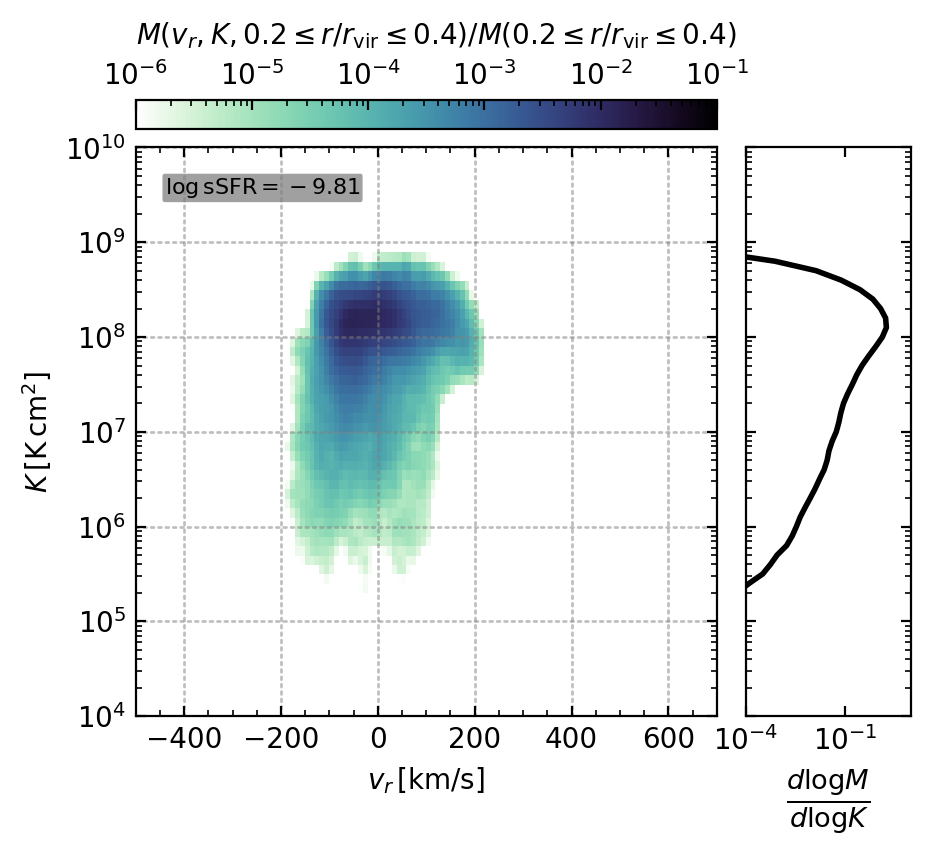 M(v_r, K, 0.2 ≤ r/r_vir ≤ 0.4)/M(0.2 ≤ r/r_vir ≤ 0.4)
10^−6 10^−5 10^−4 10^−3 10^−2 10^−1
10^10
log sSFR = −9.81
10^9
10^8
10^7
10^6
10^5
10^4
K [K cm^2]
−400 −200 0 200 400 600 10^−4 10^−1
v_r [km/s]
dlogM
dlogK